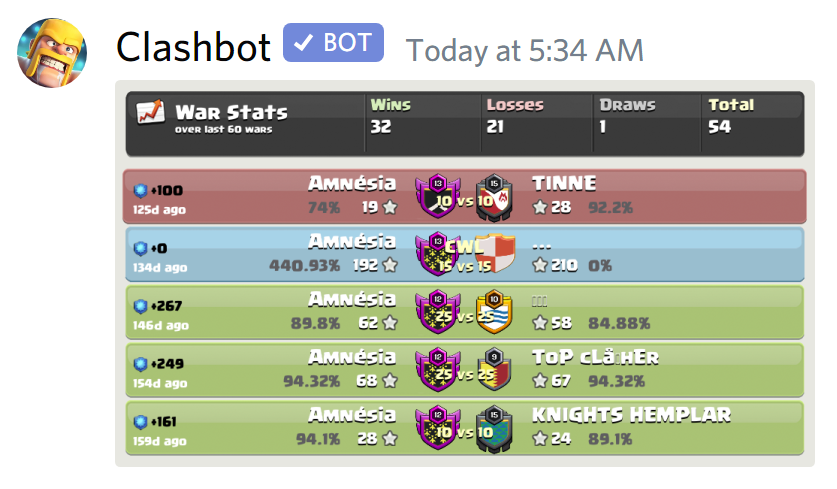 Clashbot ✓ BOT Today at 5:34 AM
War Stats Wins Losses Draws Total
over last 60 wars 32 21 1 54
+100 Amnésia 13 15 TINNE
125d ago 74% 19 10 vs 10 28 92.2%
+0 Amnésia 13 CWL ...
134d ago 440.93% 192 15 vs 15 210 0%
+267 Amnésia 12 10
146d ago 89.8% 62 25 vs 25 58 84.88%
+249 Amnésia 12 9
154d ago 94.32% 68 25 vs 25 67 94.32%
+161 Amnésia 12 15 KNIGHTS HEMPLAR
159d ago 94.1% 28 10 vs 10 24 89.1%